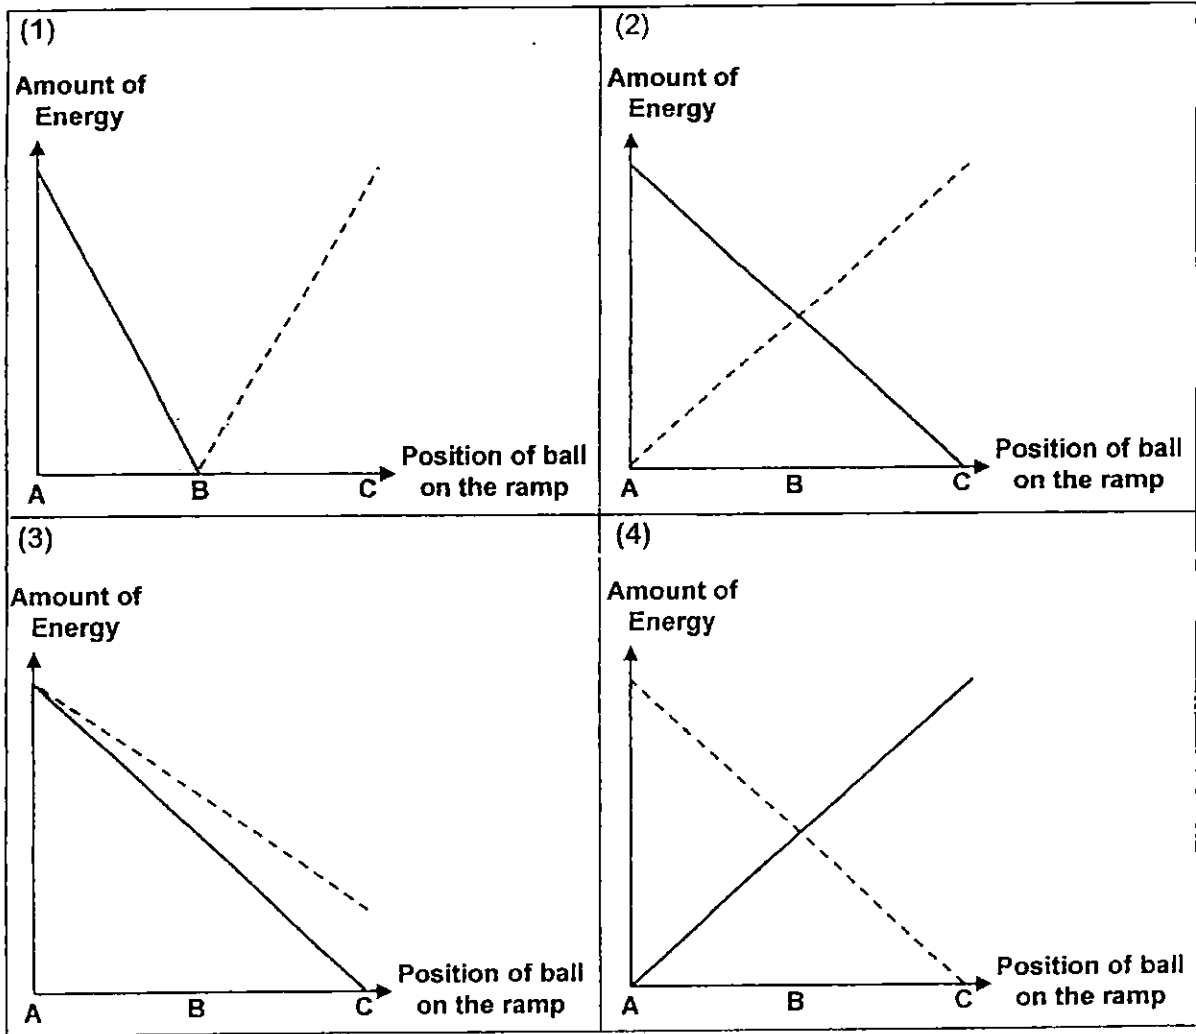 (1)
Amount of
Energy
Position of ball
on the ramp
A
B
C
(2)
Amount of
Energy
Position of ball
on the ramp
A
B
C
(3)
Amount of
Energy
Position of ball
on the ramp
A
B
C
(4)
Amount of
Energy
Position of ball
on the ramp
A
B
C